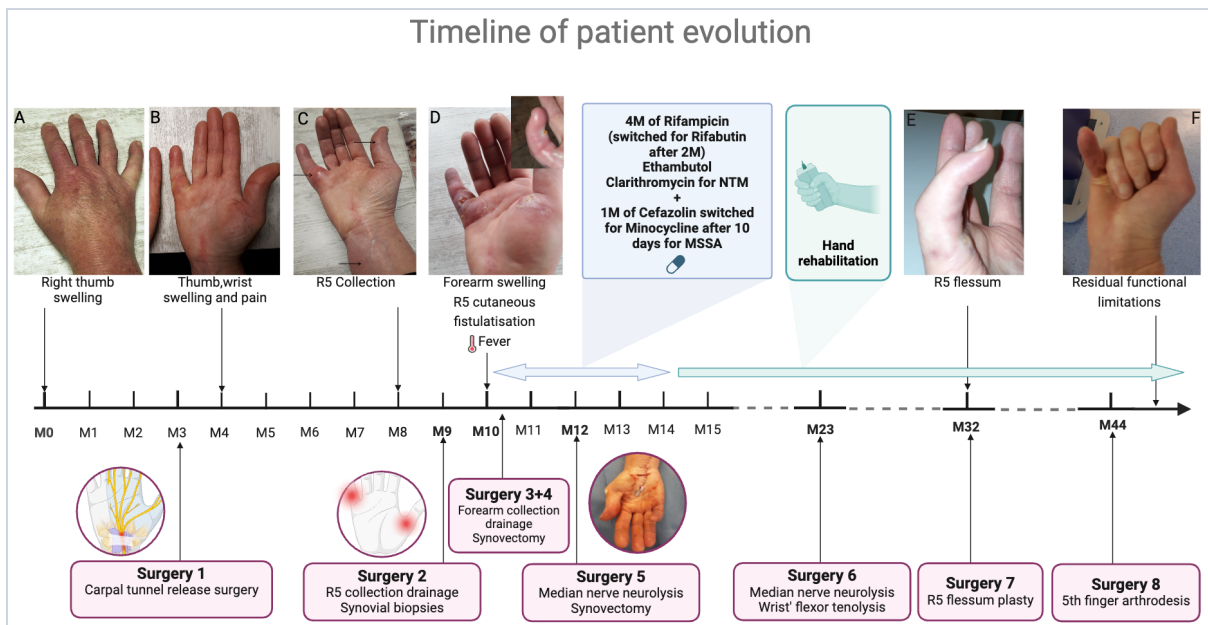 Timeline of patient evolution
A
B
C
D
E
F
4M of Rifampicin
(switched for Rifabutin
after 2M)
Ethambutol
Clarithromycin for NTM
+
1M of Cefazolin switched
for Minocycline after 10
days for MSSA
Hand
rehabilitation
Right thumb
swelling
Thumb,wrist
swelling and pain
R5 Collection
Forearm swelling
R5 cutaneous
fistulatisation
Fever
R5 flessum
Residual functional
limitations
M0
M1
M2
M3
M4
M5
M6
M7
M8
M9
M10
M11
M12
M13
M14
M15
M23
M32
M44
Surgery 1
Carpal tunnel release surgery
Surgery 2
R5 collection drainage
Synovial biopsies
Surgery 3+4
Forearm collection
drainage
Synovectomy
Surgery 5
Median nerve neurolysis
Synovectomy
Surgery 6
Median nerve neurolysis
Wrist' flexor tenolysis
Surgery 7
R5 flessum plasty
Surgery 8
5th finger arthrodesis